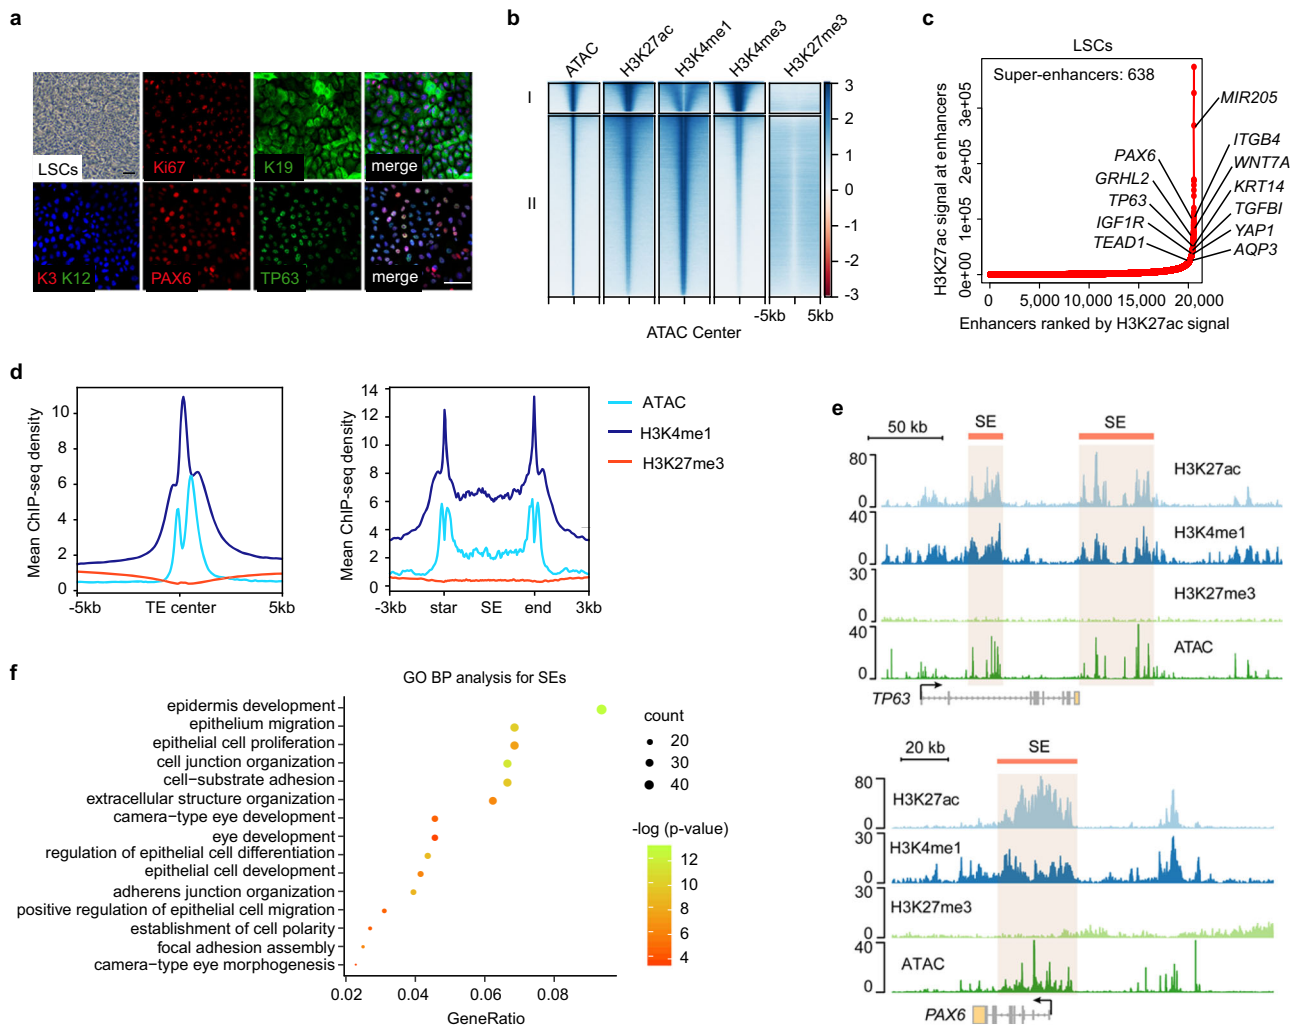 a
LSCs
Ki67
K19
merge
K3 K12
PAX6
TP63
merge
b
ATAC
H3K27ac
H3K4me1
H3K4me3
H3K27me3
I
II
3
2
1
0
-1
-2
-3
-5kb 5kb
ATAC Center
c
LSCs
Super-enhancers: 638
H3K27ac signal at enhancers
0e+00 1e+05 2e+05 3e+05
MIR205
ITGB4
WNT7A
KRT14
TGFBI
YAP1
AQP3
PAX6
GRHL2
TP63
IGF1R
TEAD1
0 5,000 10,000 15,000 20,000
Enhancers ranked by H3K27ac signal
d
Mean ChIP-seq density
10
8
6
4
2
0
-5kb TE center 5kb
Mean ChIP-seq density
14
12
10
8
6
4
2
0
-3kb star SE end 3kb
ATAC
H3K4me1
H3K27me3
e
50 kb
SE SE
80
0
H3K27ac
40
0
H3K4me1
30
0
H3K27me3
40
0
ATAC
TP63
20 kb
SE
80
0
H3K27ac
30
0
H3K4me1
30
0
H3K27me3
40
0
ATAC
PAX6
f
GO BP analysis for SEs
epidermis development
epithelium migration
epithelial cell proliferation
cell junction organization
cell−substrate adhesion
extracellular structure organization
camera−type eye development
eye development
regulation of epithelial cell differentiation
epithelial cell development
adherens junction organization
positive regulation of epithelial cell migration
establishment of cell polarity
focal adhesion assembly
camera−type eye morphogenesis
0.02 0.04 0.06 0.08
GeneRatio
count
20
30
40
-log (p-value)
12
10
8
6
4